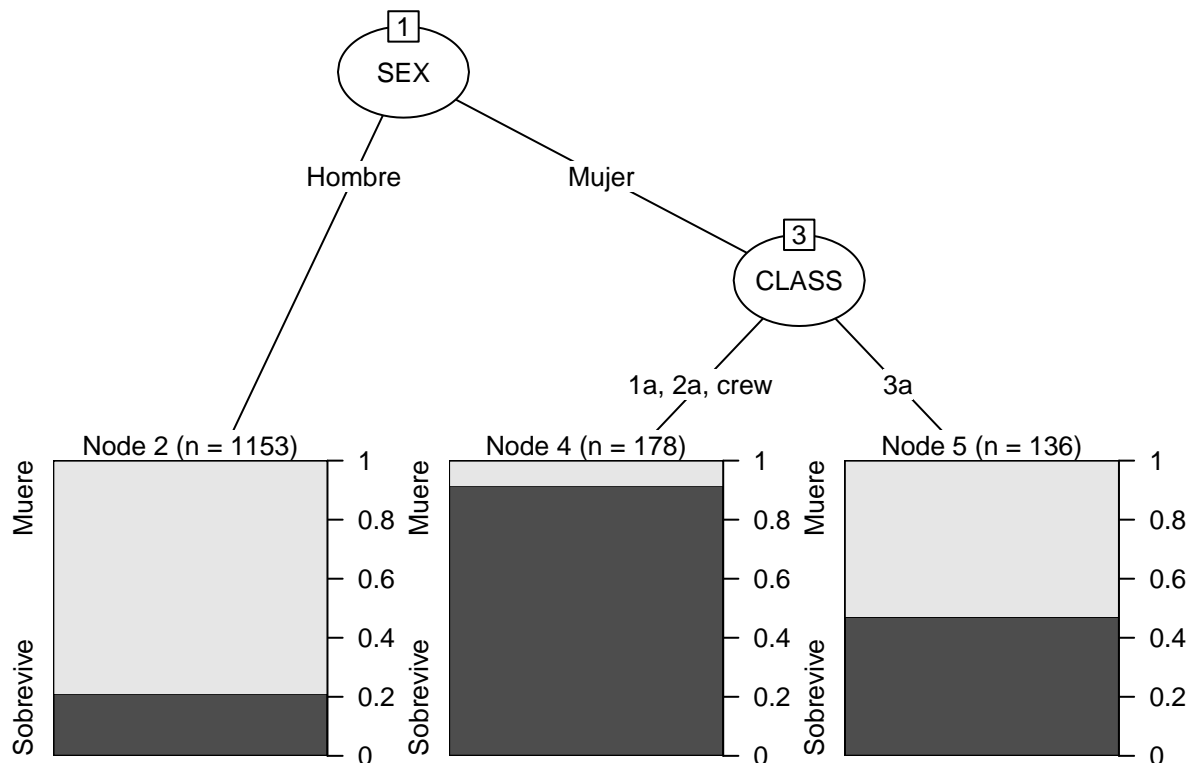 1
SEX
Hombre
Mujer
3
CLASS
1a, 2a, crew
3a
Node 2 (n = 1153)
Muere
Sobrevive
1
0.8
0.6
0.4
0.2
0
Node 4 (n = 178)
Muere
Sobrevive
1
0.8
0.6
0.4
0.2
0
Node 5 (n = 136)
Muere
Sobrevive
1
0.8
0.6
0.4
0.2
0